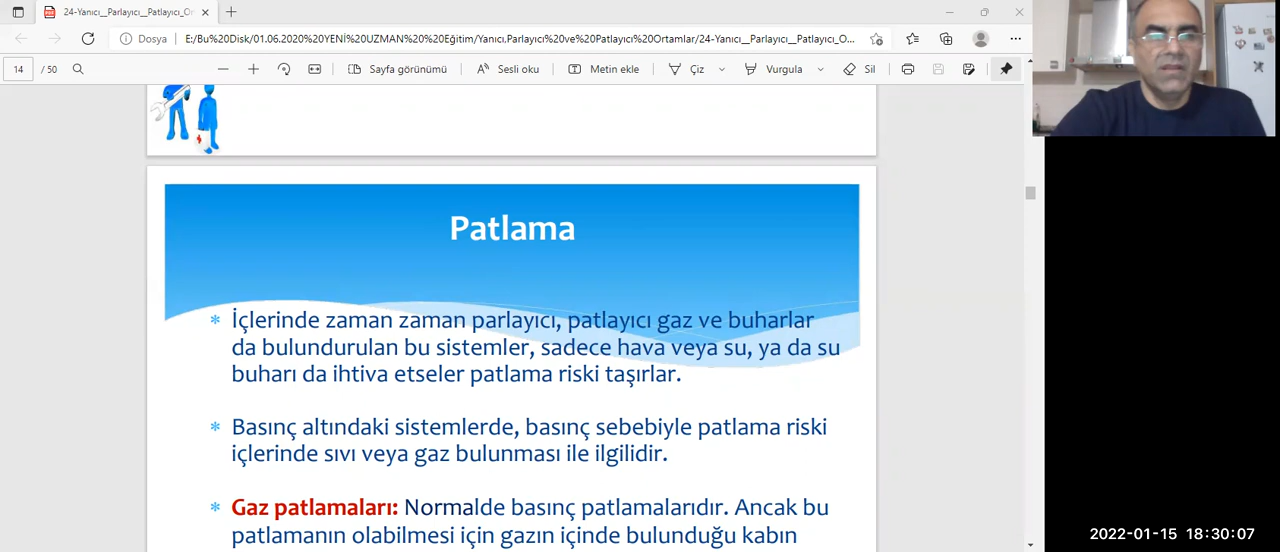 24-Yanıcı__Parlayıcı__Patlayıcı_Or
Dosya
E:/Bu%20Disk/01.06.2020%20YENİ%20UZMAN%20%20Eğitim/Yanıcı,Parlayıcı%20ve%20Patlayıcı%20Ortamlar/24-Yanıcı__Parlayıcı__Patlayıcı_O...
14 / 50
Sayfa görünümü
Sesli oku
Metin ekle
Çiz
Vurgula
Sil
Patlama
* İçlerinde zaman zaman parlayıcı, patlayıcı gaz ve buharlar
da bulundurulan bu sistemler, sadece hava veya su, ya da su
buharı da ihtiva etseler patlama riski taşırlar.
* Basınç altındaki sistemlerde, basınç sebebiyle patlama riski
içlerinde sıvı veya gaz bulunması ile ilgilidir.
* Gaz patlamaları: Normalde basınç patlamalarıdır. Ancak bu
patlamanın olabilmesi için gazın içinde bulunduğu kabın
2022-01-15 18:30:07